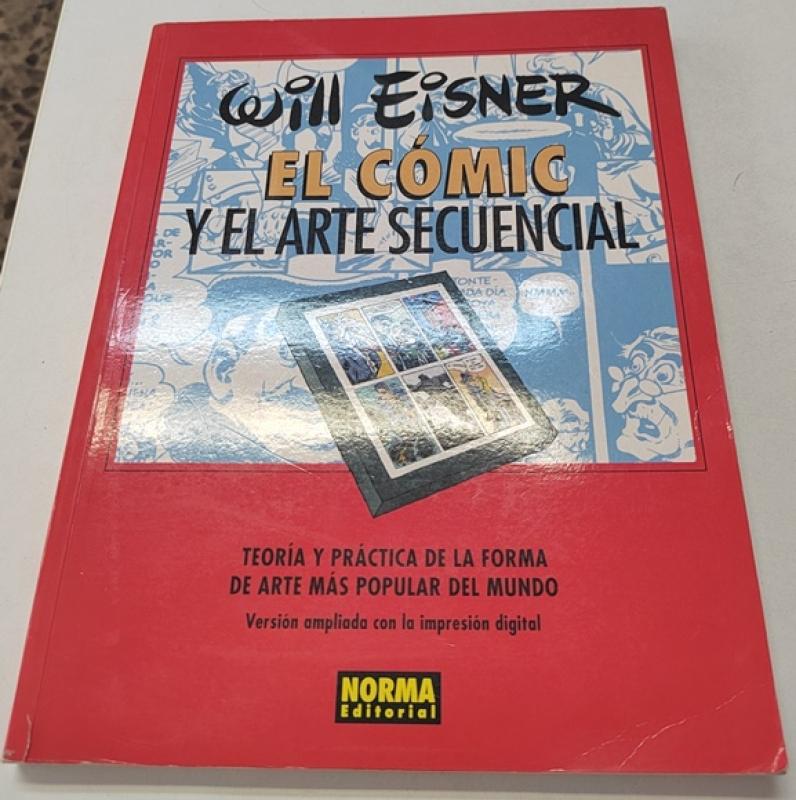 Will EISNER
EL CÓMIC
Y EL ARTE SECUENCIAL
TEORÍA Y PRÁCTICA DE LA FORMA
DE ARTE MÁS POPULAR DEL MUNDO
Versión ampliada con la impresión digital
NORMA
Editorial